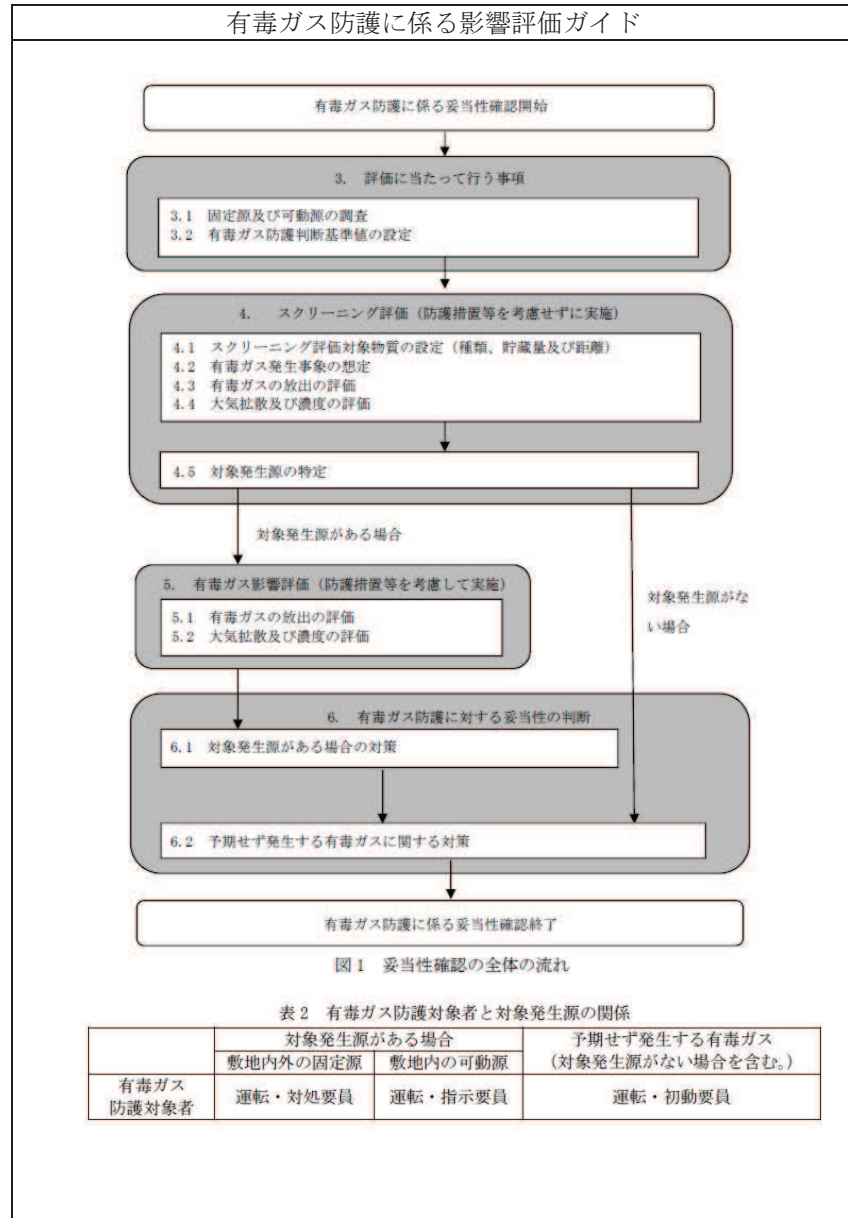 有毒ガス防護に係る影響評価ガイド
有毒ガス防護に係る妥当性確認開始
3. 評価に当たって行う事項
3.1 固定源及び可動源の調査
3.2 有毒ガス防護判断基準値の設定
4. スクリーニング評価（防護措置等を考慮せずに実施）
4.1 スクリーニング評価対象物質の設定（種類、貯蔵量及び距離）
4.2 有毒ガス発生事象の想定
4.3 有毒ガスの放出の評価
4.4 大気拡散及び濃度の評価
4.5 対象発生源の特定
対象発生源がある場合
5. 有毒ガス影響評価（防護措置等を考慮して実施）
5.1 有毒ガスの放出の評価
5.2 大気拡散及び濃度の評価
対象発生源がな
い場合
6. 有毒ガス防護に対する妥当性の判断
6.1 対象発生源がある場合の対策
6.2 予期せず発生する有毒ガスに関する対策
有毒ガス防護に係る妥当性確認終了
図1 妥当性確認の全体の流れ
表2 有毒ガス防護対象者と対象発生源の関係
対象発生源がある場合
予期せず発生する有毒ガス
敷地内外の固定源
敷地内の可動源
（対象発生源がない場合を含む。）
有毒ガス
防護対象者
運転・対処要員
運転・指示要員
運転・初動要員